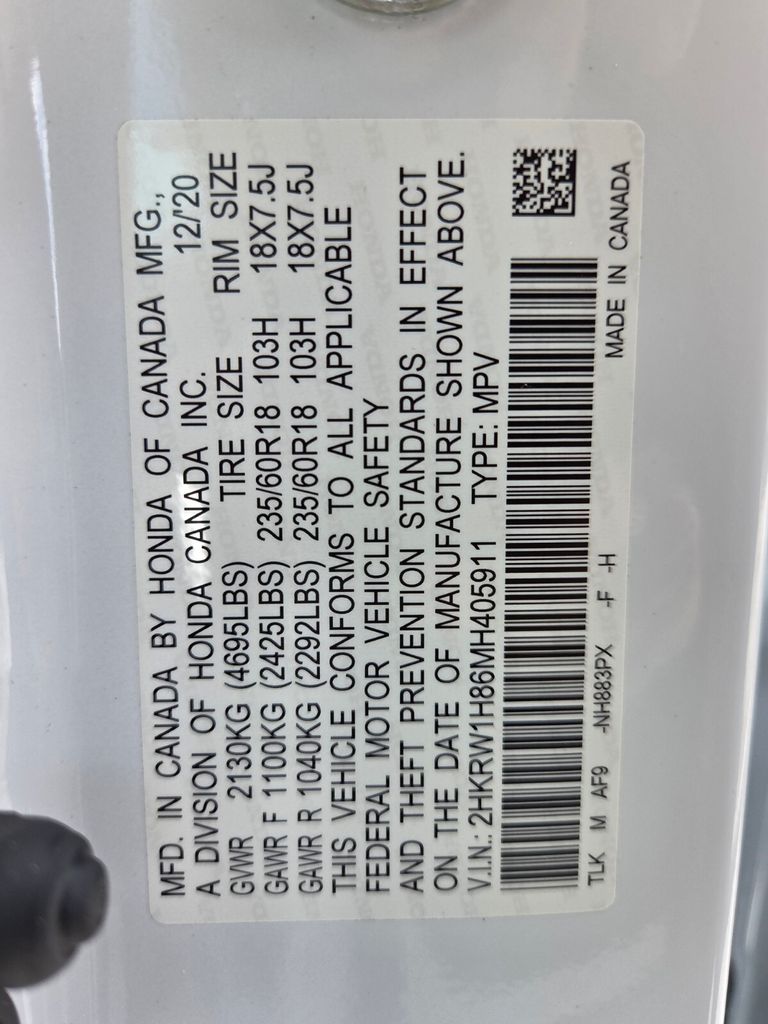 MFD. IN CANADA BY HONDA OF CANADA MFG.,
A DIVISION OF HONDA CANADA INC. 12/'20
GVWR 2130KG (4695LBS) TIRE SIZE RIM SIZE
GAWR F 1100KG (2425LBS) 235/60R18 103H 18X7.5J
GAWR R 1040KG (2292LBS) 235/60R18 103H 18X7.5J
THIS VEHICLE CONFORMS TO ALL APPLICABLE
FEDERAL MOTOR VEHICLE SAFETY
AND THEFT PREVENTION STANDARDS IN EFFECT
ON THE DATE OF MANUFACTURE SHOWN ABOVE.
V.I.N.: 2HKRW1H86MH405911 TYPE: MPV
TLK M AF9 -NH883PX -F -H
MADE IN CANADA